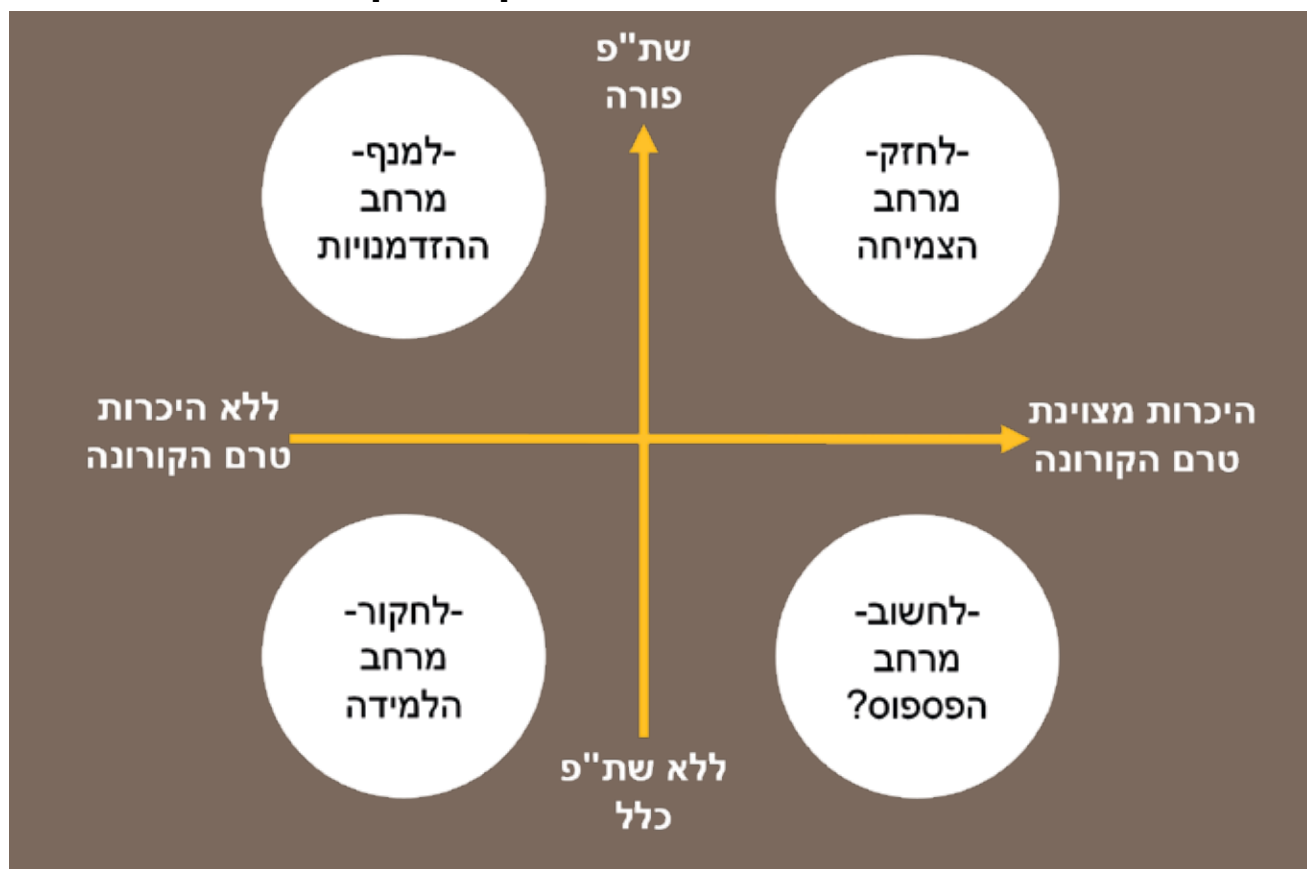 שת"פ
פורה
-לחזק-
מרחב
הצמיחה
-למנף-
מרחב
ההזדמנויות
היכרות מצוינת
טרם הקורונה
ללא היכרות
טרם הקורונה
-לחשוב-
מרחב
הפספוס?
-לחקור-
מרחב
הלמידה
ללא שת"פ
כלל